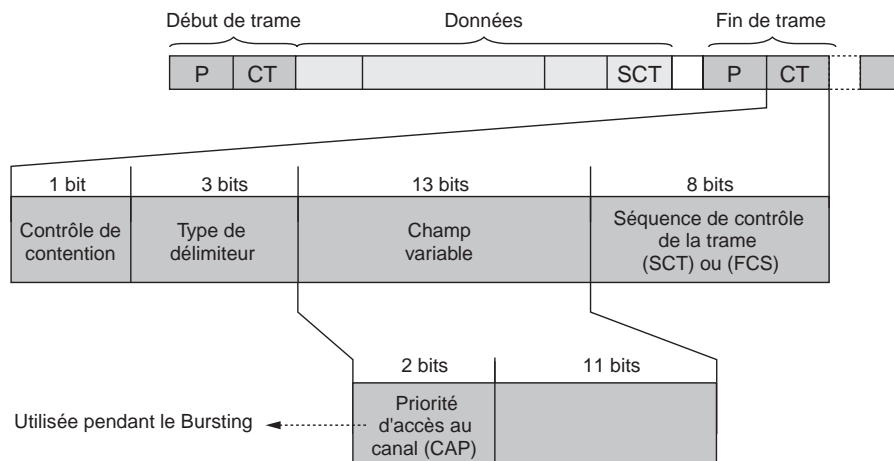 Début de trame Données Fin de trame
P CT SCT P CT
1 bit 3 bits 13 bits 8 bits
Contrôle de
contention
Type de
délimiteur
Champ
variable
Séquence de contrôle
de la trame
(SCT) ou (FCS)
2 bits 11 bits
Utilisée pendant le Bursting
Priorité
d'accès au
canal (CAP)